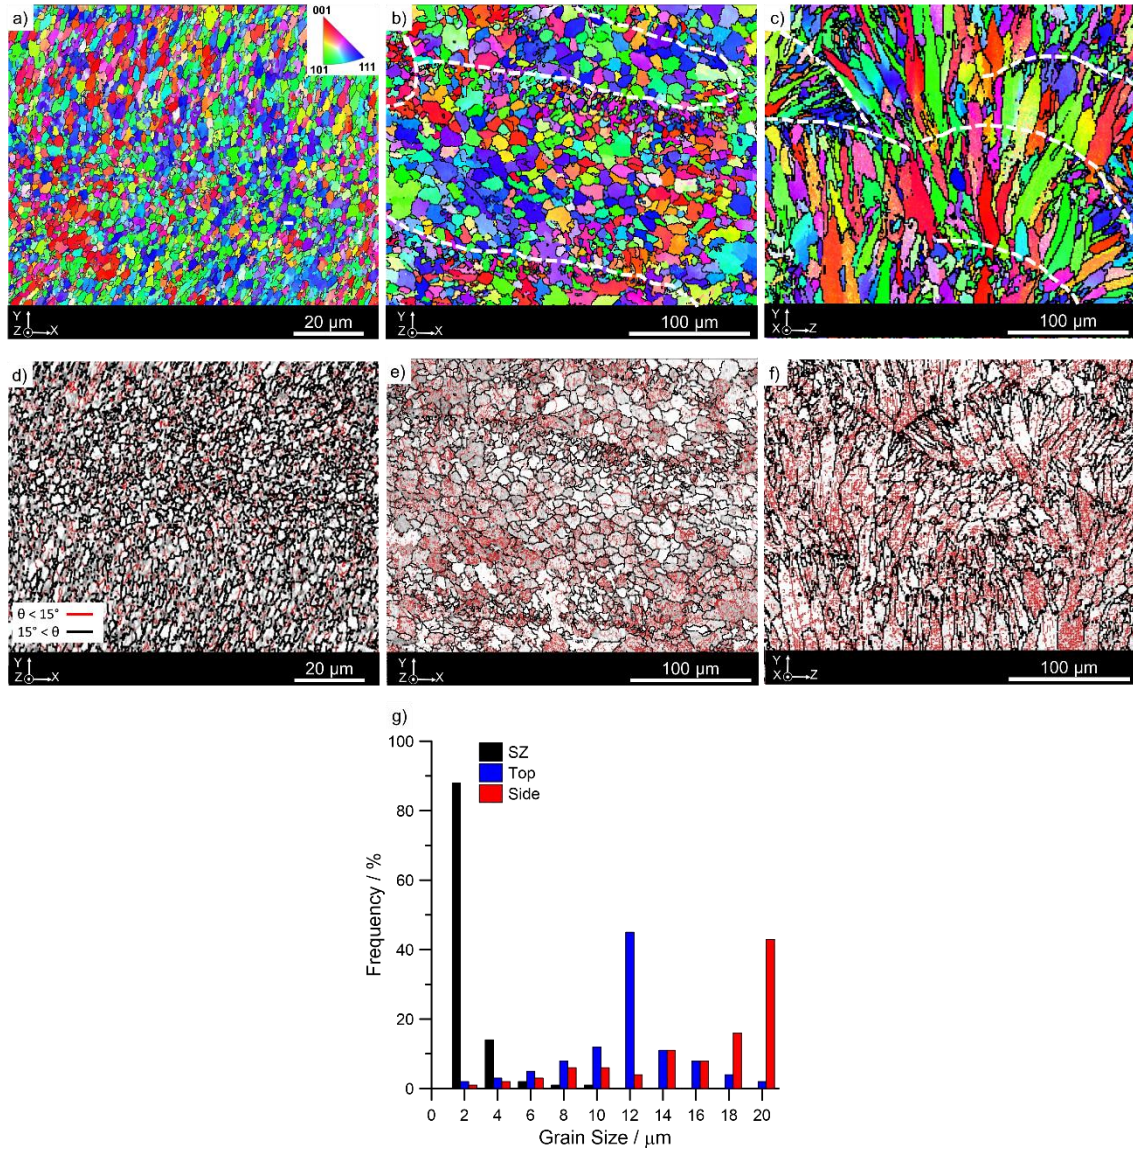 a)
001
101
111
Y
Z
X
20 μm
b)
Y
Z
X
100 μm
c)
Y
X
Z
100 μm
d)
θ < 15°
15° < θ
Y
Z
X
20 μm
e)
Y
Z
X
100 μm
f)
Y
X
Z
100 μm
g)
SZ
Top
Side
Frequency / %
100
80
60
40
20
0
0 2 4 6 8 10 12 14 16 18 20
Grain Size / μm